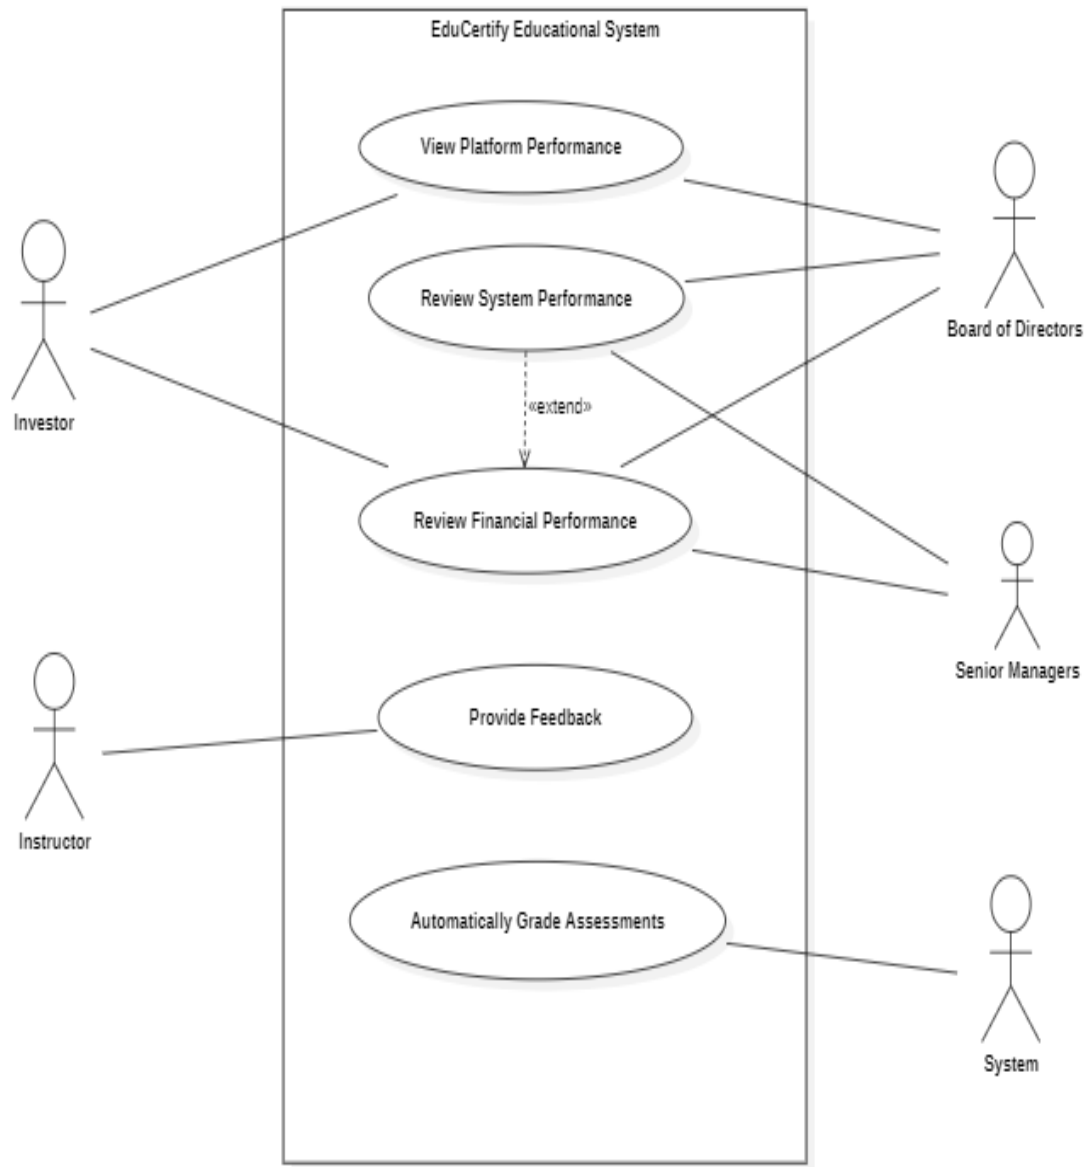 EduCertify Educational System
View Platform Performance
Review System Performance
Board of Directors
«extend»
Investor
Review Financial Performance
Senior Managers
Provide Feedback
Instructor
Automatically Grade Assessments
System